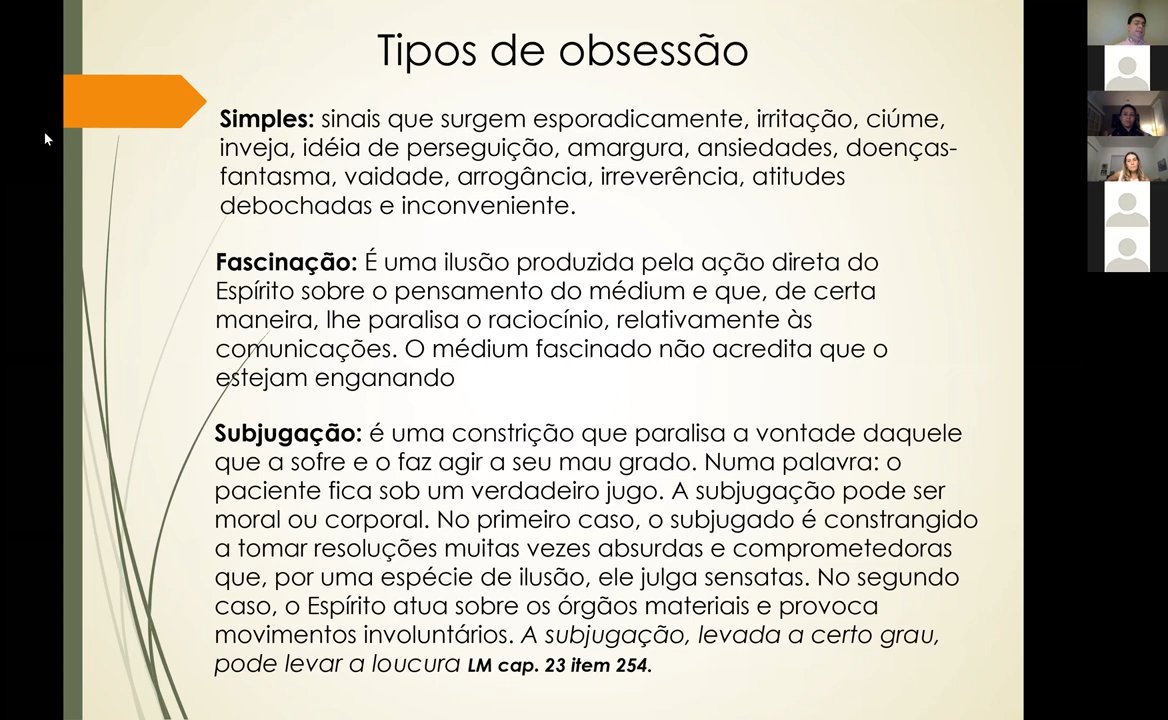 Tipos de obsessão
Simples: sinais que surgem esporadicamente, irritação, ciúme,
inveja, idéia de perseguição, amargura, ansiedades, doenças-
fantasma, vaidade, arrogância, irreverência, atitudes
debochadas e inconveniente.
Fascinação: É uma ilusão produzida pela ação direta do
Espírito sobre o pensamento do médium e que, de certa
maneira, lhe paralisa o raciocínio, relativamente às
comunicações. O médium fascinado não acredita que o
estejam enganando
Subjugação: é uma constrição que paralisa a vontade daquele
que a sofre e o faz agir a seu mau grado. Numa palavra: o
paciente fica sob um verdadeiro jugo. A subjugação pode ser
moral ou corporal. No primeiro caso, o subjugado é constrangido
a tomar resoluções muitas vezes absurdas e comprometedoras
que, por uma espécie de ilusão, ele julga sensatas. No segundo
caso, o Espírito atua sobre os órgãos materiais e provoca
movimentos involuntários. A subjugação, levada a certo grau,
pode levar a loucura LM cap. 23 item 254.